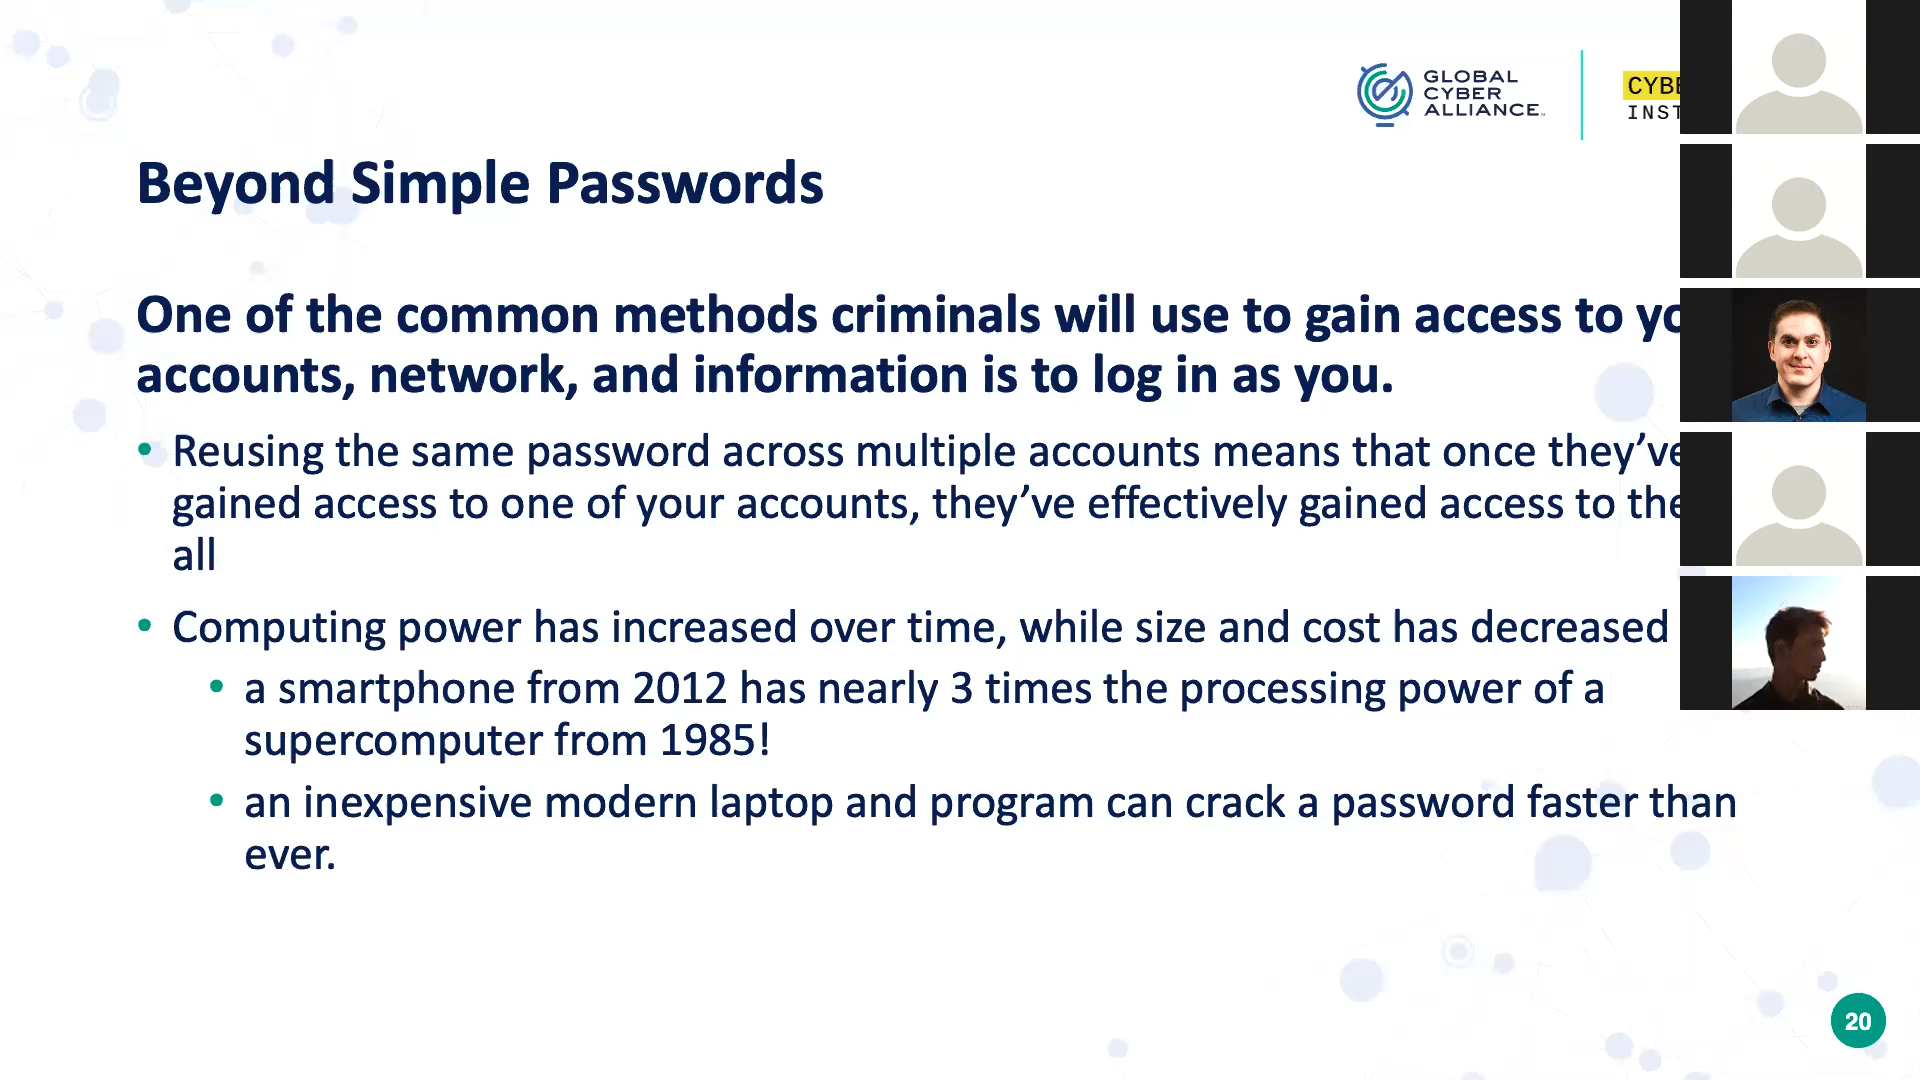 GLOBAL
CYBER
ALLIANCE
CYBE
INST
Beyond Simple Passwords
One of the common methods criminals will use to gain access to yo
accounts, network, and information is to log in as you.
• Reusing the same password across multiple accounts means that once they’ve
gained access to one of your accounts, they’ve effectively gained access to the
all
• Computing power has increased over time, while size and cost has decreased
• a smartphone from 2012 has nearly 3 times the processing power of a
supercomputer from 1985!
• an inexpensive modern laptop and program can crack a password faster than
ever.
20